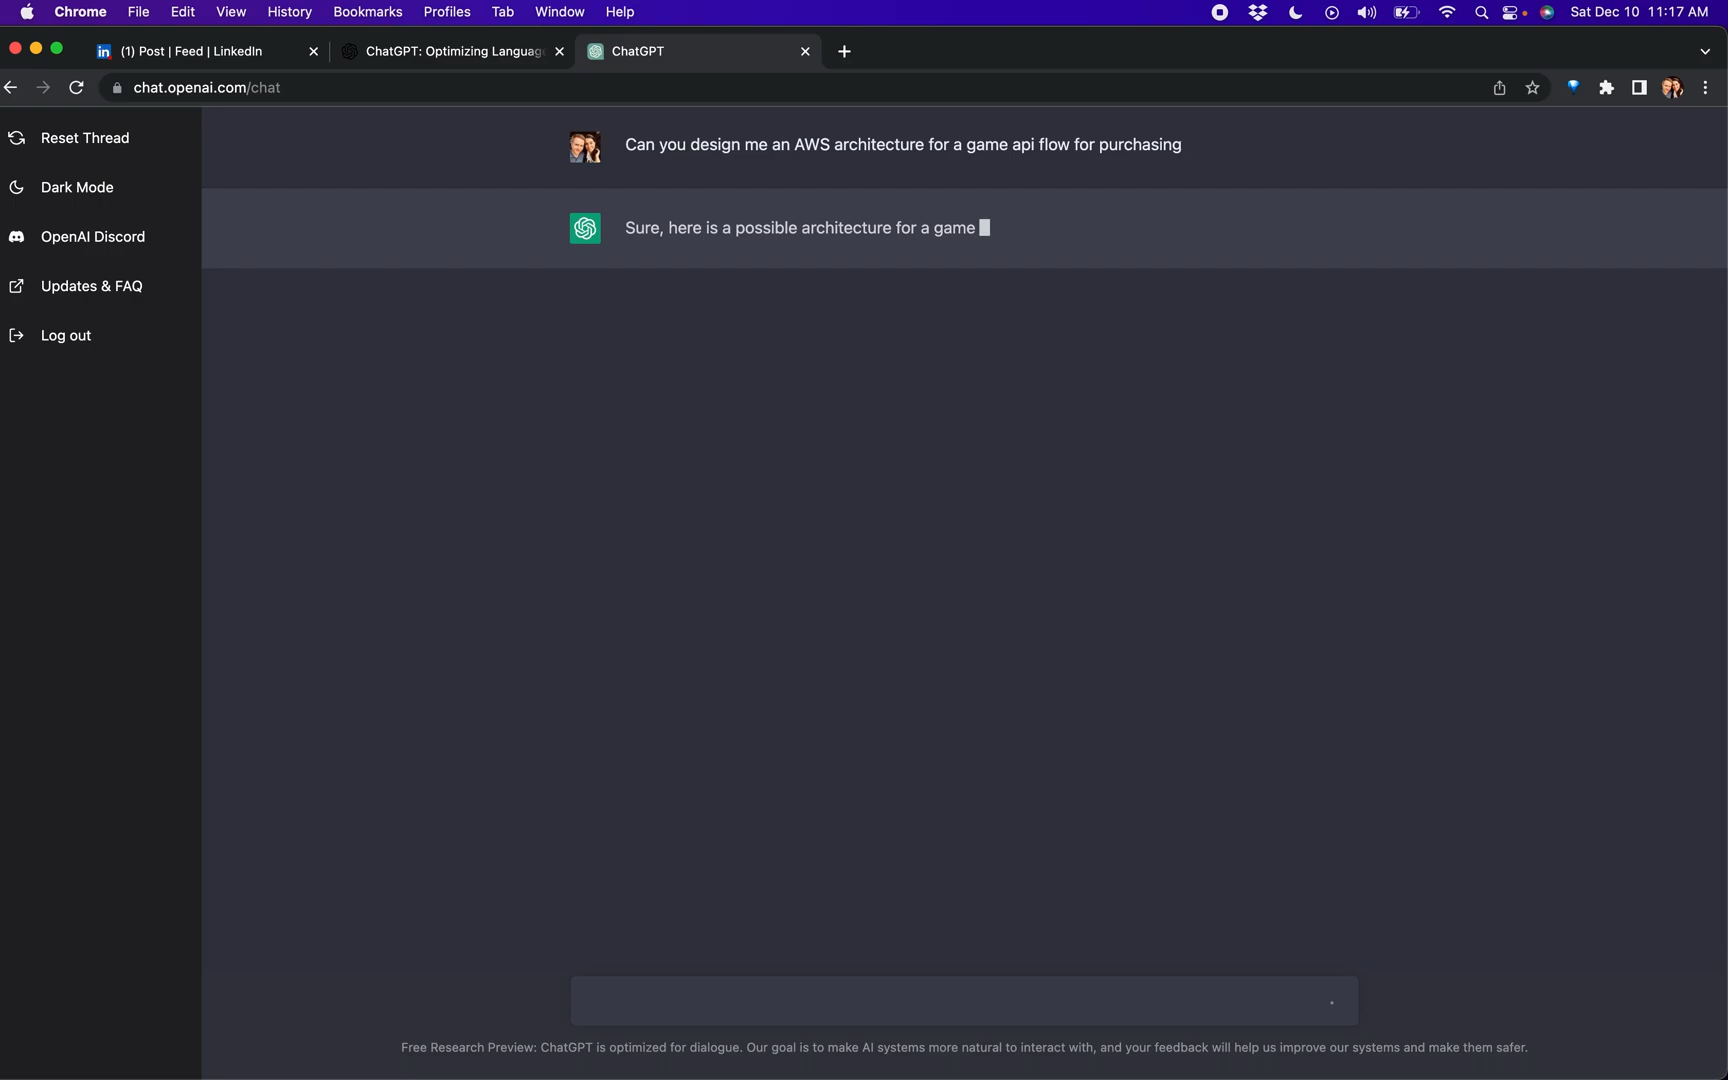 Chrome File Edit View History Bookmarks Profiles Tab Window Help Sat Dec 10 11:17 AM
in (1) Post | Feed | LinkedIn ChatGPT: Optimizing Languag ChatGPT
chat.openai.com/chat
Reset Thread
Dark Mode
OpenAI Discord
Updates & FAQ
Log out
Can you design me an AWS architecture for a game api flow for purchasing
Sure, here is a possible architecture for a game
Free Research Preview: ChatGPT is optimized for dialogue. Our goal is to make AI systems more natural to interact with, and your feedback will help us improve our systems and make them safer.